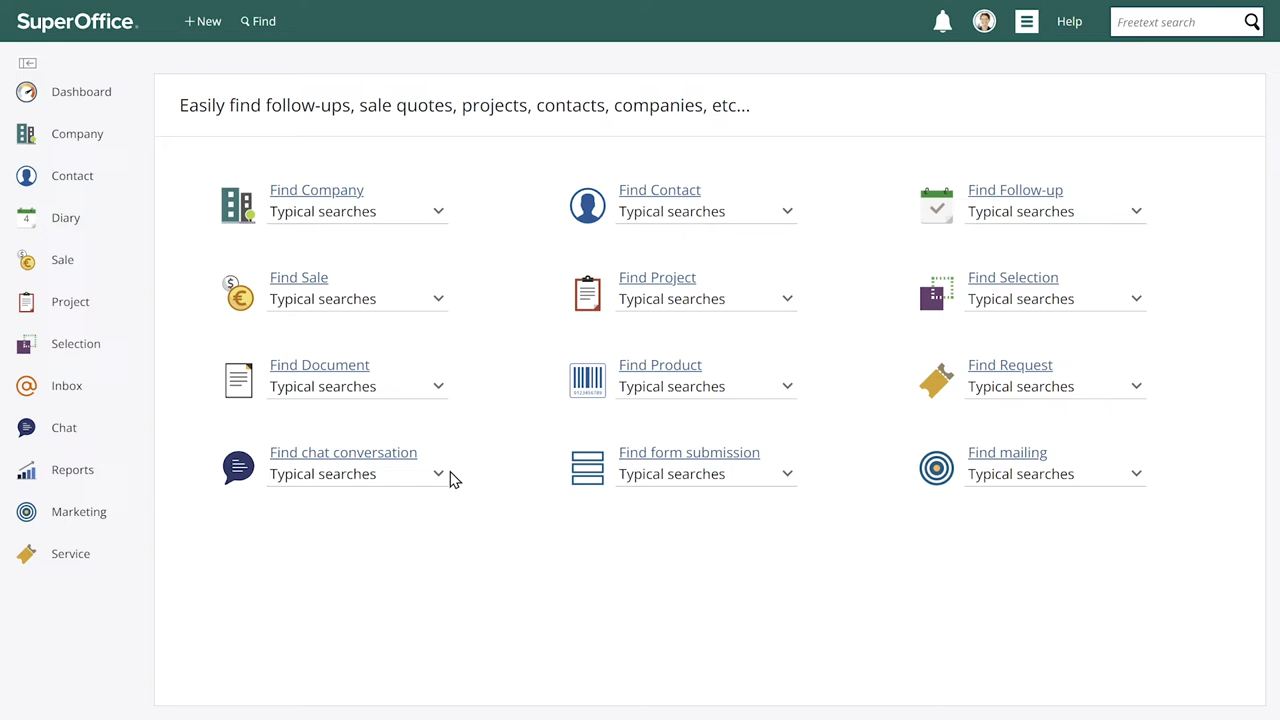 SuperOffice
+ New
Find
Help
Freetext search
Dashboard
Company
Contact
4
Diary
Sale
Project
Selection
Inbox
Chat
Reports
Marketing
Service
Easily find follow-ups, sale quotes, projects, contacts, companies, etc...
Find Company
Typical searches
Find Contact
Typical searches
Find Follow-up
Typical searches
Find Sale
Typical searches
Find Project
Typical searches
Find Selection
Typical searches
Find Document
Typical searches
0123456789
Find Product
Typical searches
Find Request
Typical searches
Find chat conversation
Typical searches
Find form submission
Typical searches
Find mailing
Typical searches